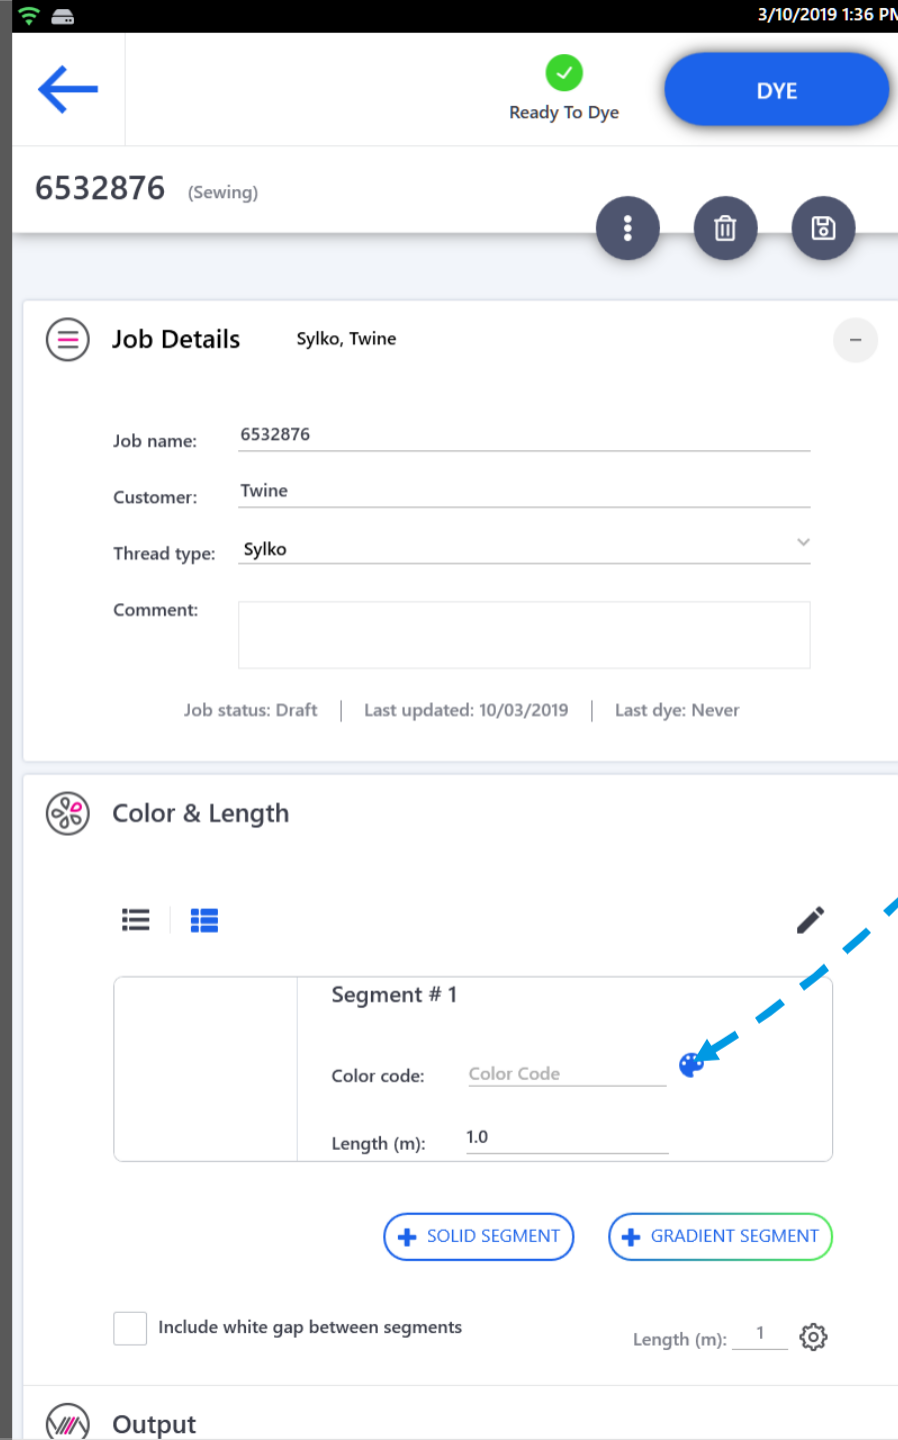 3/10/2019 1:36 PM
Ready To Dye
DYE
6532876 (Sewing)
Job Details Sylko, Twine
Job name: 6532876
Customer: Twine
Thread type: Sylko
Comment:
Job status: Draft | Last updated: 10/03/2019 | Last dye: Never
Color & Length
Segment # 1
Color code: Color Code
Length (m): 1.0
SOLID SEGMENT
GRADIENT SEGMENT
Include white gap between segments
Length (m): 1
Output